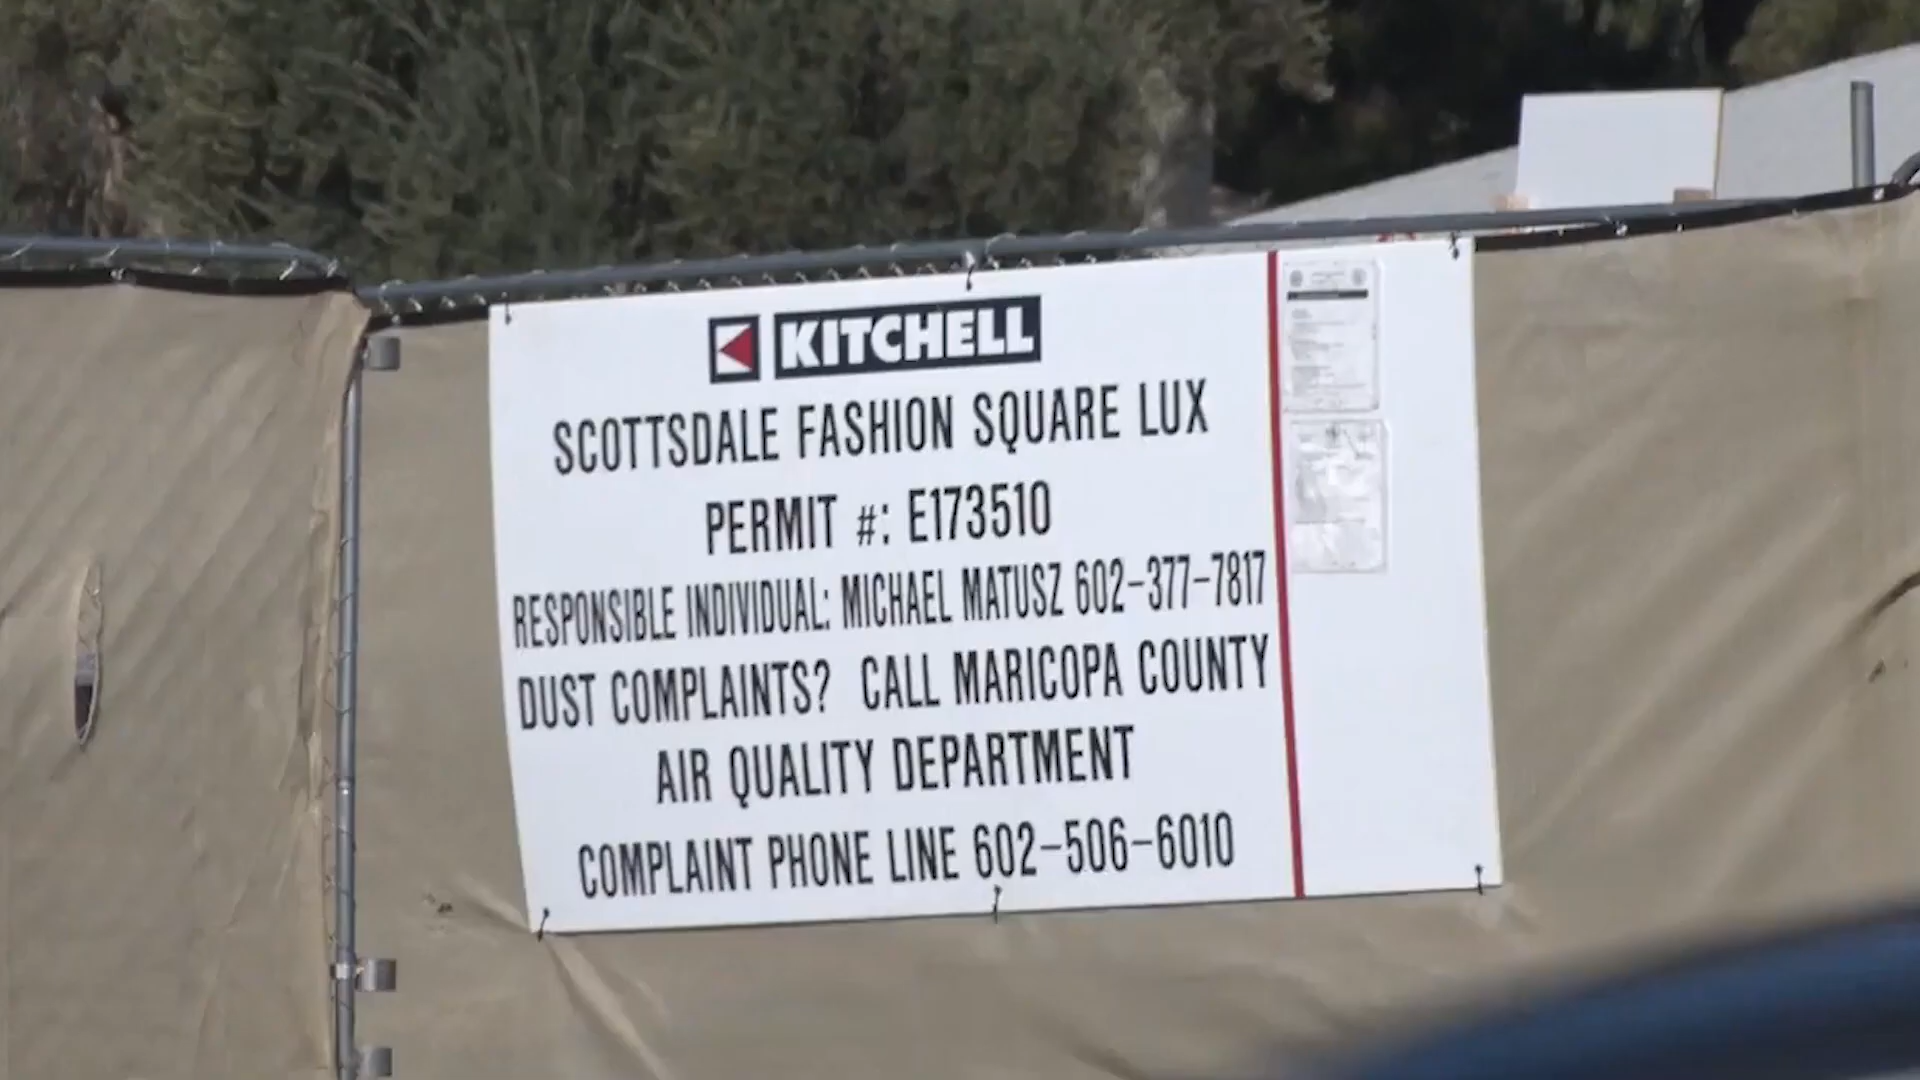 KITCHELL
SCOTTSDALE FASHION SQUARE LUX
PERMIT #: E173510
RESPONSIBLE INDIVIDUAL: MICHAEL MATUSZ 602-377-7817
DUST COMPLAINTS? CALL MARICOPA COUNTY
AIR QUALITY DEPARTMENT
COMPLAINT PHONE LINE 602-506-6010